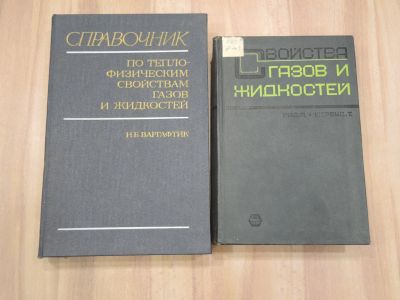 СПРАВОЧНИК
ПО ТЕПЛО-
ФИЗИЧЕСКИМ
СВОЙСТВАМ
ГАЗОВ
И ЖИДКОСТЕЙ
Н.Б. ВАРГАФТИК
СВОЙСТВА
ГАЗОВ И
ЖИДКОСТЕЙ